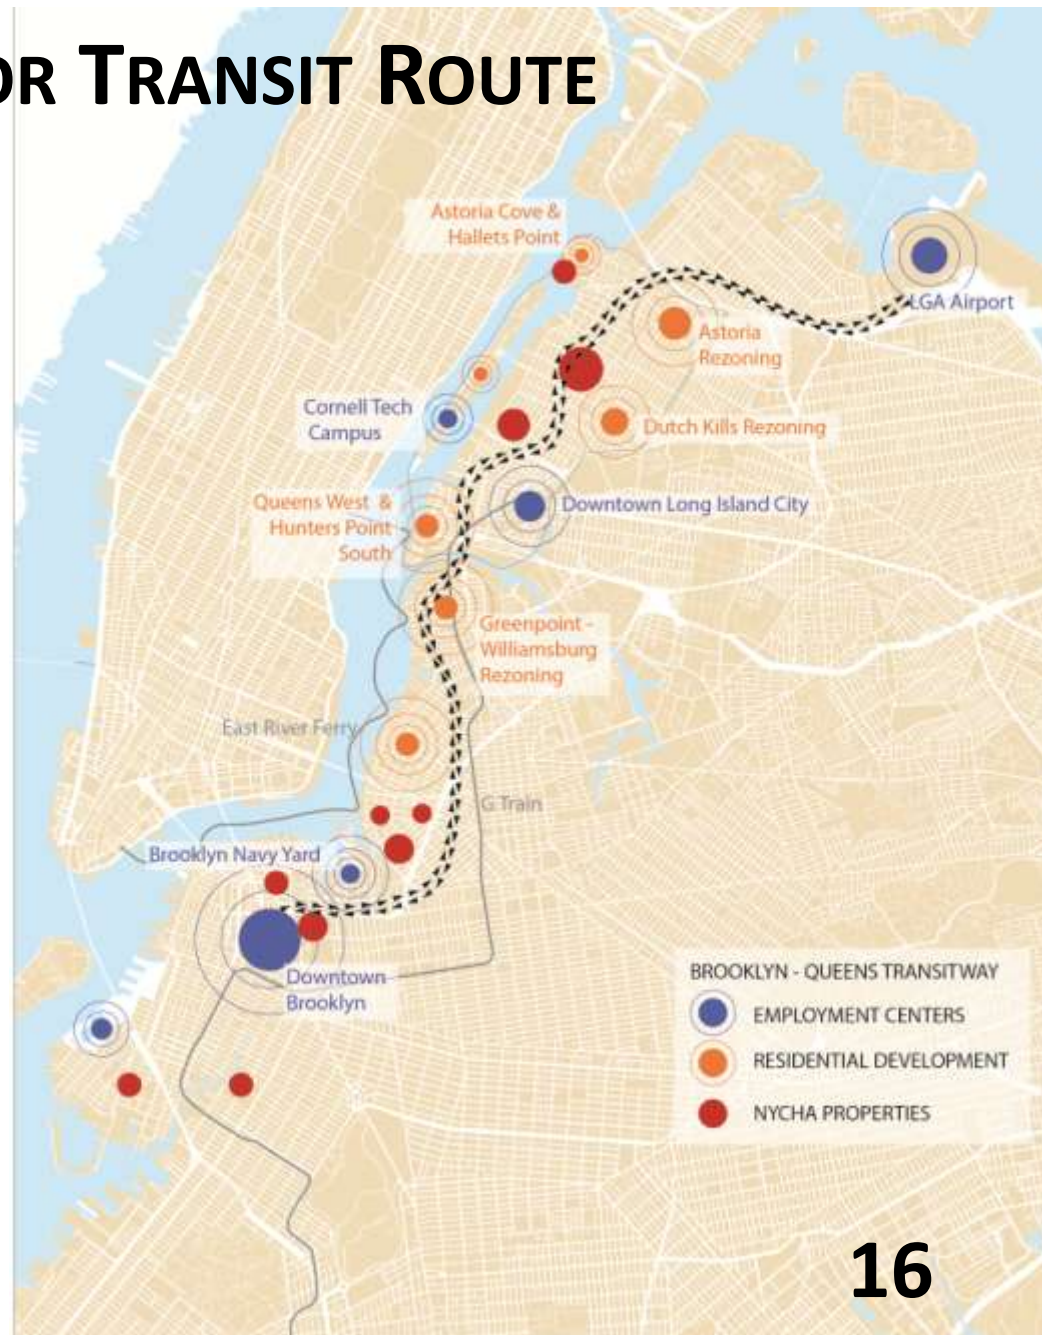 OR TRANSIT ROUTE
Astoria Cove &
Hallets Point
LGA Airport
Astoria
Rezoning
Cornell Tech
Campus
Dutch Kills Rezoning
Queens West &
Hunters Point
South
Downtown Long Island City
Greenpoint -
Williamsburg
Rezoning
East River Ferry
G Train
Brooklyn Navy Yard
Downtown
Brooklyn
BROOKLYN - QUEENS TRANSITWAY
EMPLOYMENT CENTERS
RESIDENTIAL DEVELOPMENT
NYCHA PROPERTIES
16